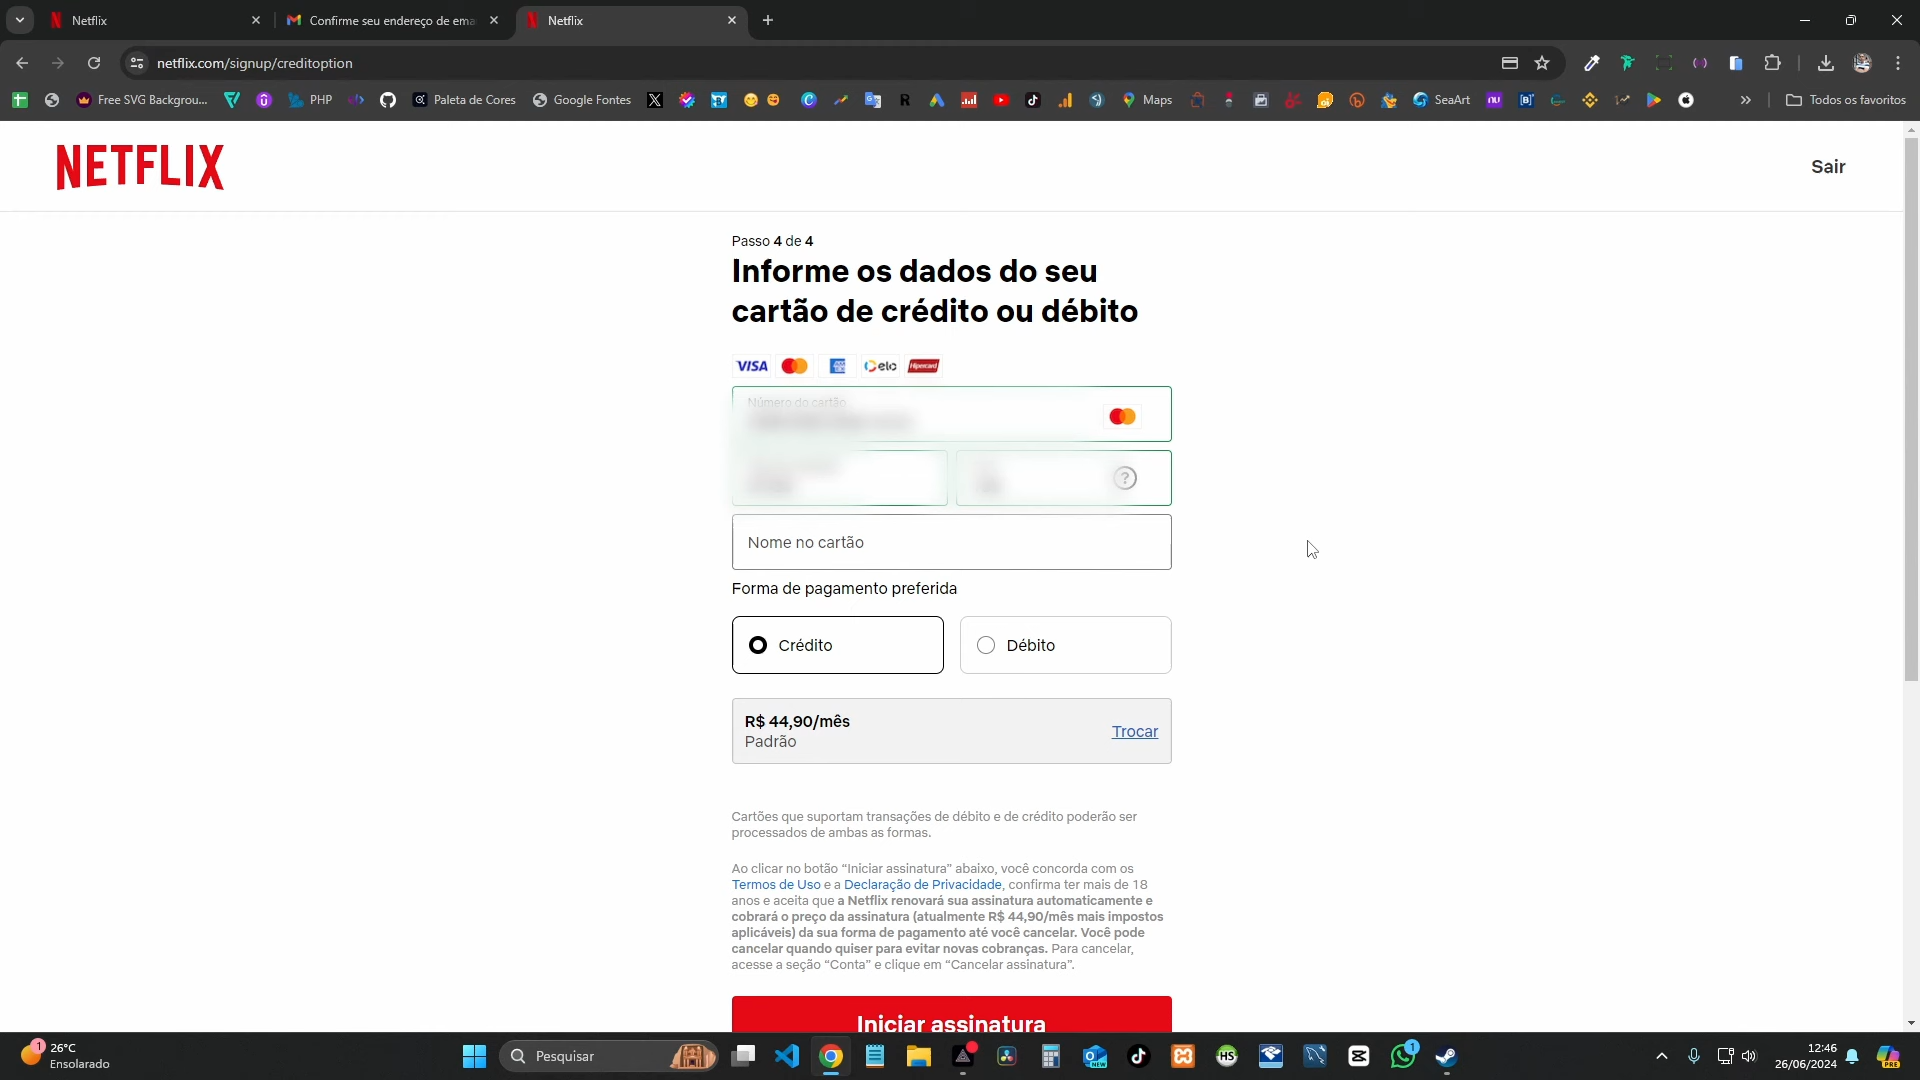 Netflix
Confirme seu endereço de ema
Netflix
netflix.com/signup/creditoption
Free SVG Backgrou...
PHP
Paleta de Cores
Google Fontes
Maps
SeaArt
Todos os favoritos
NETFLIX
Sair
Passo 4 de 4
Informe os dados do seu
cartão de crédito ou débito
VISA
elo
Hipercard
Número do cartão
?
Nome no cartão
Forma de pagamento preferida
Crédito
Débito
R$ 44,90/mês
Padrão
Trocar
Cartões que suportam transações de débito e de crédito poderão ser
processados de ambas as formas.
Ao clicar no botão “Iniciar assinatura” abaixo, você concorda com os
Termos de Uso e a Declaração de Privacidade, confirma ter mais de 18
anos e aceita que a Netflix renovará sua assinatura automaticamente e
cobrará o preço da assinatura (atualmente R$ 44,90/mês mais impostos
aplicáveis) da sua forma de pagamento até você cancelar. Você pode
cancelar quando quiser para evitar novas cobranças. Para cancelar,
acesse a seção “Conta” e clique em “Cancelar assinatura”.
Iniciar assinatura
1
26°C
Ensolarado
Pesquisar
NEW
HS
1
12:46
26/06/2024
PRE